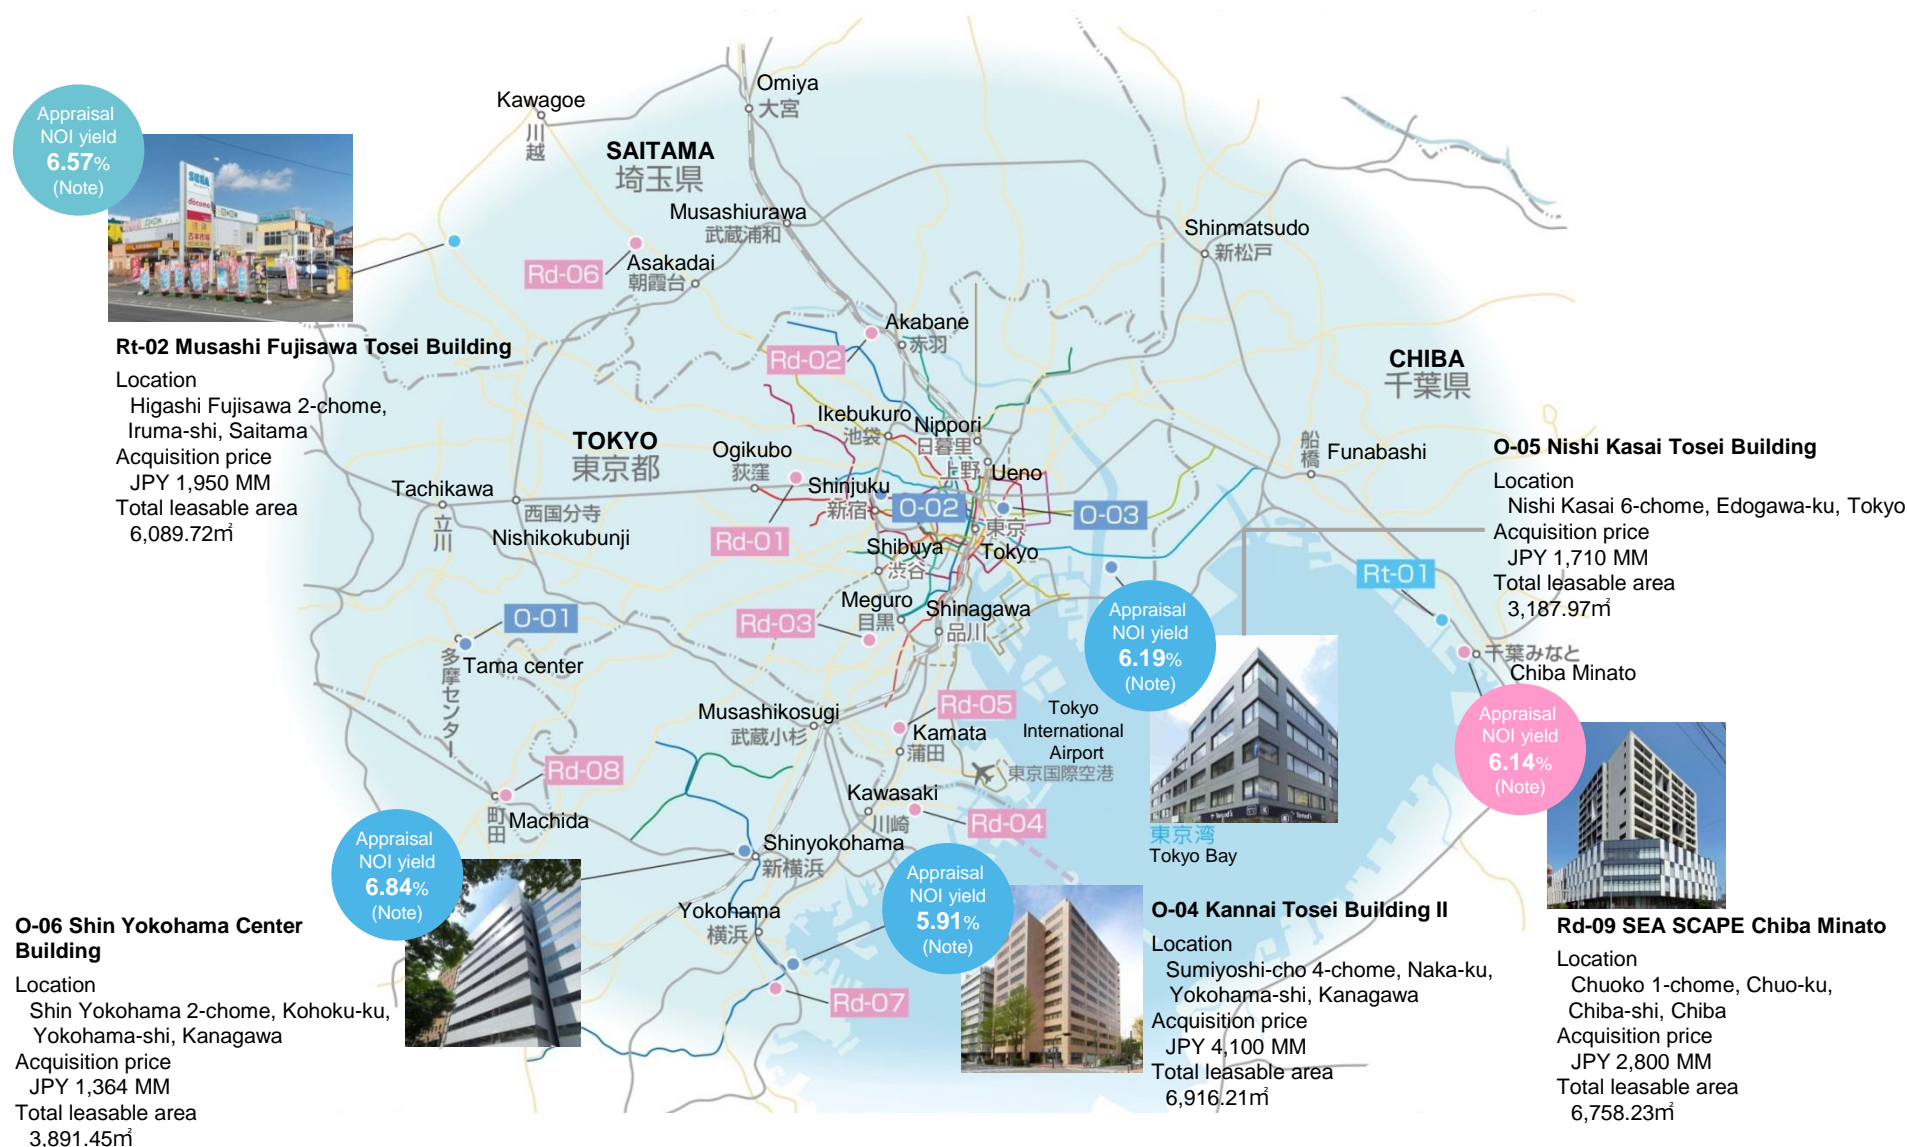 Omiya
大宮
Kawagoe
川越
Appraisal
NOI yield
6.57%
(Note)
SAITAMA
埼玉県
SEGA
docomo
古本市場
Musashiurawa
武蔵浦和
Shinmatsudo
新松戸
Rd-06
Asakadai
朝霞台
Akabane
赤羽
Rd-02
Rt-02 Musashi Fujisawa Tosei Building
Location
Higashi Fujisawa 2-chome,
Iruma-shi, Saitama
Acquisition price
JPY 1,950 MM
Total leasable area
6,089.72㎡
CHIBA
千葉県
Ikebukuro
池袋
Nippori
日暮里
TOKYO
東京都
Ogikubo
荻窪
上野 Ueno
船橋
Funabashi
O-05 Nishi Kasai Tosei Building
Location
Nishi Kasai 6-chome, Edogawa-ku, Tokyo
Acquisition price
JPY 1,710 MM
Total leasable area
3,187.97㎡
Tachikawa
立川
西国分寺
Nishikokubunji
Shinjuku
新宿
O-02
O-03
東京
Tokyo
Rd-01
Shibuya
渋谷
Rt-01
O-01
Meguro
目黒
Shinagawa
品川
Rd-03
Appraisal
NOI yield
6.19%
(Note)
多摩センター
Tama center
千葉みなと
Chiba Minato
Musashikosugi
武蔵小杉
Rd-05
Kamata
蒲田
Tokyo
International
Airport
東京国際空港
Appraisal
NOI yield
6.14%
(Note)
Rd-08
町田
Machida
Kawasaki
川崎
Rd-04
東京湾
Tokyo Bay
Appraisal
NOI yield
6.84%
(Note)
Shinyokohama
新横浜
Appraisal
NOI yield
5.91%
(Note)
Yokohama
横浜
Rd-07
O-06 Shin Yokohama Center
Building
Location
Shin Yokohama 2-chome, Kohoku-ku,
Yokohama-shi, Kanagawa
Acquisition price
JPY 1,364 MM
Total leasable area
3,891.45㎡
O-04 Kannai Tosei Building II
Location
Sumiyoshi-cho 4-chome, Naka-ku,
Yokohama-shi, Kanagawa
Acquisition price
JPY 4,100 MM
Total leasable area
6,916.21㎡
Rd-09 SEA SCAPE Chiba Minato
Location
Chuoko 1-chome, Chuo-ku,
Chiba-shi, Chiba
Acquisition price
JPY 2,800 MM
Total leasable area
6,758.23㎡